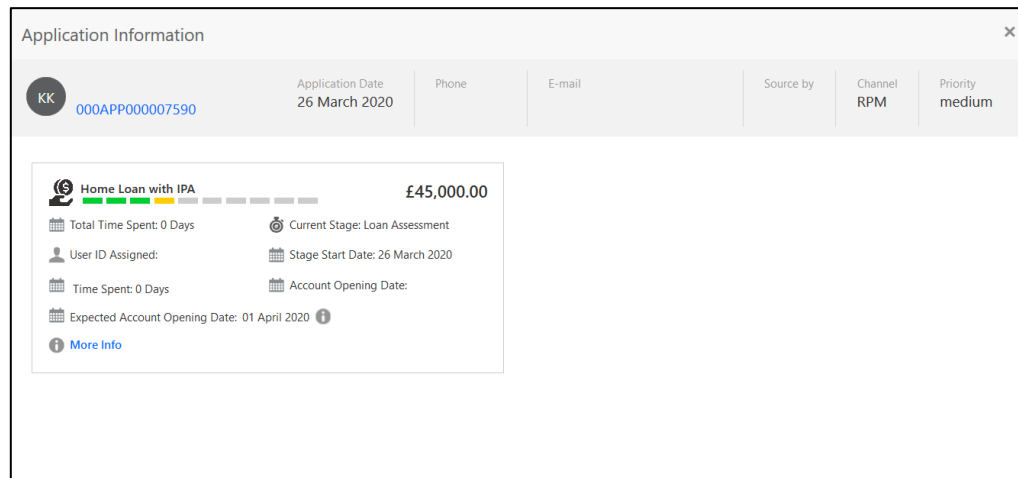 Application Information ×
Application Date Phone E-mail Source by Channel Priority
KK 000APP000007590 26 March 2020 RPM medium
Home Loan with IPA £45,000.00
Total Time Spent: 0 Days Current Stage: Loan Assessment
User ID Assigned: Stage Start Date: 26 March 2020
Time Spent: 0 Days Account Opening Date:
Expected Account Opening Date: 01 April 2020
More Info